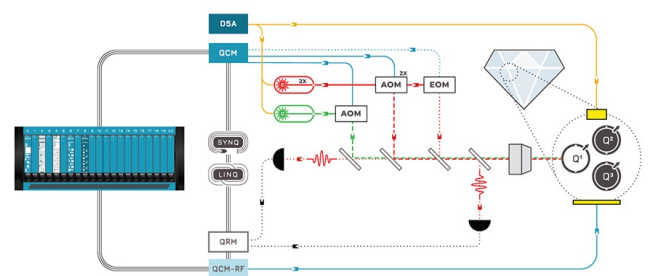 D5A
QCM
2X
2X
AOM
EOM
AOM
SYNQ
LINQ
Q2
Q1
Q3
QRM
QCM-RF